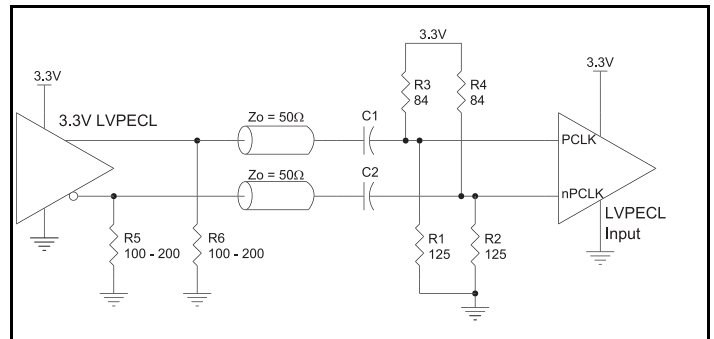 3.3V
3.3V
3.3V
3.3V LVPECL
R3
84
R4
84
Zo = 50Ω
C1
PCLK
Zo = 50Ω
C2
nPCLK
LVPECL
Input
R5
100 - 200
R6
100 - 200
R1
125
R2
125